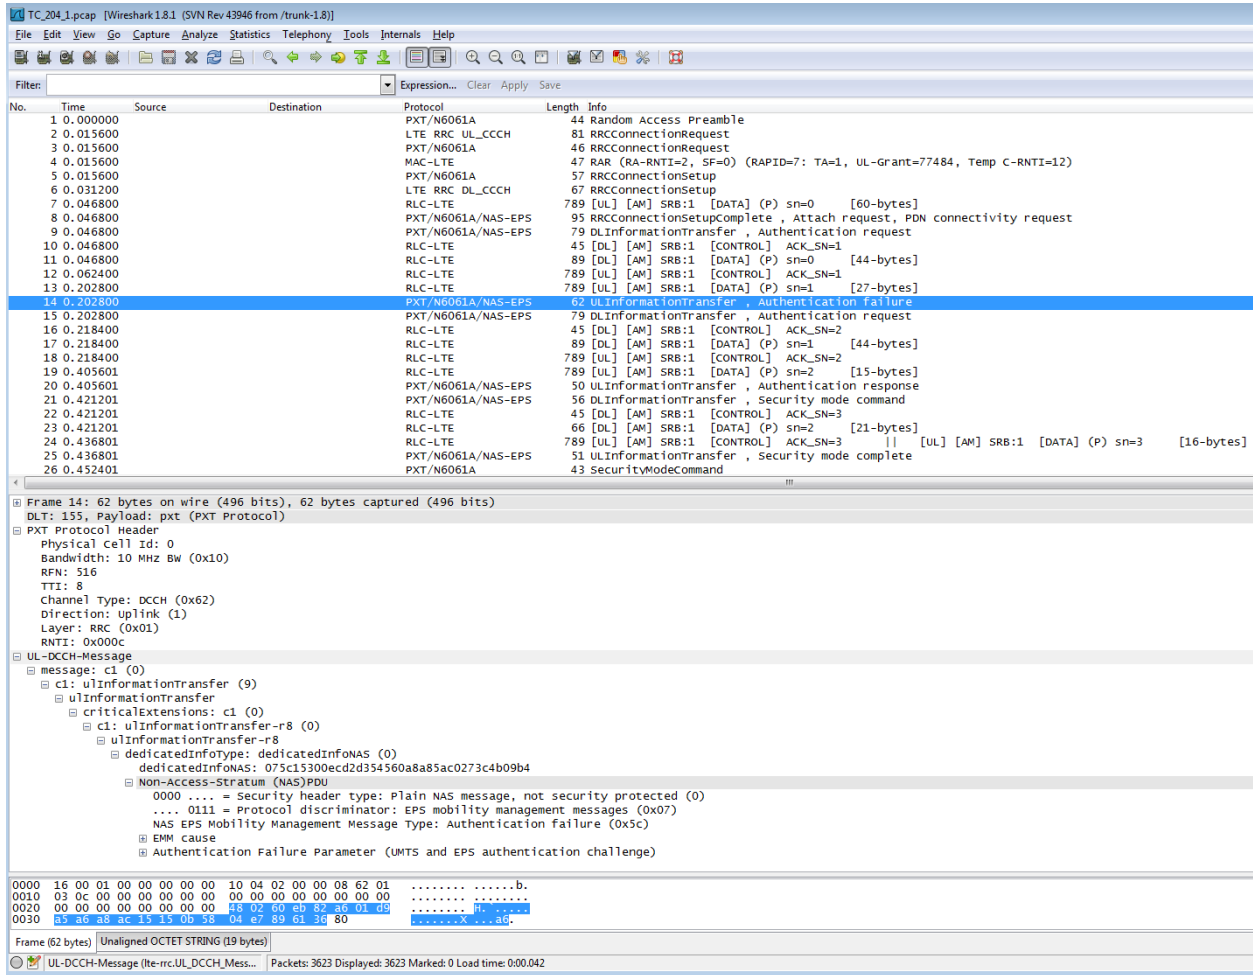 TC_204_1.pcap [Wireshark 1.8.1 (SVN Rev 43946 from /trunk-1.8)]
File Edit View Go Capture Analyze Statistics Telephony Tools Internals Help
Filter: Expression... Clear Apply Save
No. Time Source Destination Protocol Length Info
1 0.000000 PXT/N6061A 44 Random Access Preamble
2 0.015600 LTE RRC UL_CCCH 81 RRCConnectionRequest
3 0.015600 PXT/N6061A 46 RRCConnectionRequest
4 0.015600 MAC-LTE 47 RAR (RA-RNTI=2, SF=0) (RAPID=7: TA=1, UL-Grant=77484, Temp C-RNTI=12)
5 0.015600 PXT/N6061A 57 RRCConnectionSetup
6 0.031200 LTE RRC DL_CCCH 67 RRCConnectionSetup
7 0.046800 RLC-LTE 789 [UL] [AM] SRB:1 [DATA] (P) sn=0 [60-bytes]
8 0.046800 PXT/N6061A/NAS-EPS 95 RRCConnectionSetupComplete , Attach request, PDN connectivity request
9 0.046800 PXT/N6061A/NAS-EPS 79 DLInformationTransfer , Authentication request
10 0.046800 RLC-LTE 45 [DL] [AM] SRB:1 [CONTROL] ACK_SN=1
11 0.046800 RLC-LTE 89 [DL] [AM] SRB:1 [DATA] (P) sn=0 [44-bytes]
12 0.062400 RLC-LTE 789 [UL] [AM] SRB:1 [CONTROL] ACK_SN=1
13 0.202800 RLC-LTE 789 [UL] [AM] SRB:1 [DATA] (P) sn=1 [27-bytes]
14 0.202800 PXT/N6061A/NAS-EPS 62 ULInformationTransfer , Authentication failure
15 0.202800 PXT/N6061A/NAS-EPS 79 DLInformationTransfer , Authentication request
16 0.218400 RLC-LTE 45 [DL] [AM] SRB:1 [CONTROL] ACK_SN=2
17 0.218400 RLC-LTE 89 [DL] [AM] SRB:1 [DATA] (P) sn=1 [44-bytes]
18 0.218400 RLC-LTE 789 [UL] [AM] SRB:1 [CONTROL] ACK_SN=2
19 0.405601 RLC-LTE 789 [UL] [AM] SRB:1 [DATA] (P) sn=2 [15-bytes]
20 0.405601 PXT/N6061A/NAS-EPS 50 ULInformationTransfer , Authentication response
21 0.421201 PXT/N6061A/NAS-EPS 56 DLInformationTransfer , Security mode command
22 0.421201 RLC-LTE 45 [DL] [AM] SRB:1 [CONTROL] ACK_SN=3
23 0.421201 RLC-LTE 66 [DL] [AM] SRB:1 [DATA] (P) sn=2 [21-bytes]
24 0.436801 RLC-LTE 789 [UL] [AM] SRB:1 [CONTROL] ACK_SN=3 || [UL] [AM] SRB:1 [DATA] (P) sn=3 [16-bytes]
25 0.436801 PXT/N6061A/NAS-EPS 51 ULInformationTransfer , Security mode complete
26 0.452401 PXT/N6061A 43 SecurityModeCommand
Frame 14: 62 bytes on wire (496 bits), 62 bytes captured (496 bits)
DLT: 155, Payload: pxt (PXT Protocol)
PXT Protocol Header
Physical Cell Id: 0
Bandwidth: 10 MHz BW (0x10)
RFN: 516
TTI: 8
Channel Type: DCCH (0x62)
Direction: Uplink (1)
Layer: RRC (0x01)
RNTI: 0x000c
UL-DCCH-Message
message: c1 (0)
c1: ulInformationTransfer (9)
ulInformationTransfer
criticalExtensions: c1 (0)
c1: ulInformationTransfer-r8 (0)
ulInformationTransfer-r8
dedicatedInfoType: dedicatedInfoNAS (0)
dedicatedInfoNAS: 075c15300ecd2d354560a8a85ac0273c4b09b4
Non-Access-Stratum (NAS)PDU
0000 .... = Security header type: Plain NAS message, not security protected (0)
.... 0111 = Protocol discriminator: EPS mobility management messages (0x07)
NAS EPS Mobility Management Message Type: Authentication failure (0x5c)
EMM cause
Authentication Failure Parameter (UMTS and EPS authentication challenge)
0000 16 00 01 00 00 00 00 00 10 04 02 00 00 08 62 01 ........ ......b.
0010 03 0c 00 00 00 00 00 00 00 00 00 00 00 00 00 00 ........ ........
0020 00 00 00 00 00 00 00 00 48 02 60 eb 82 a6 01 d9 ........ H. .....
0030 a5 a6 a8 ac 15 15 0b 58 04 e7 89 61 36 80 .......X ...a6.
Frame (62 bytes) Unaligned OCTET STRING (19 bytes)
UL-DCCH-Message (lte-rrc.UL_DCCH_Mess... Packets: 3623 Displayed: 3623 Marked: 0 Load time: 0:00.042